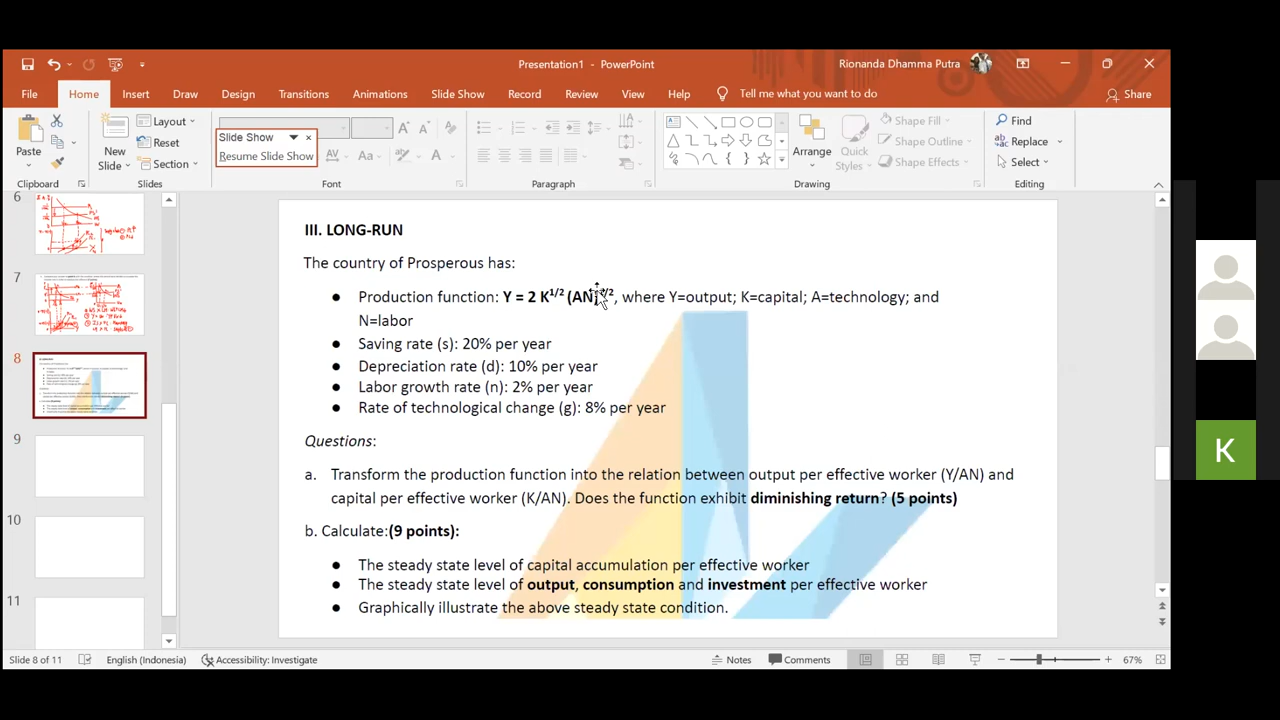 Presentation1 - PowerPoint
Rionanda Dhamma Putra
File Home Insert Draw Design Transitions Animations Slide Show Record Review View Help Tell me what you want to do Share
Paste
New Slide
Layout
Reset
Section
Slide Show
Resume Slide Show
Aa
Arrange
Quick Styles
Shape Fill
Shape Outline
Shape Effects
Find
Replace
Select
Clipboard Slides Font Paragraph Drawing Editing
6
7
8
9
10
11
III. LONG-RUN
The country of Prosperous has:
● Production function: Y = 2 K^1/2 (AN)^1/2, where Y=output; K=capital; A=technology; and
N=labor
● Saving rate (s): 20% per year
● Depreciation rate (d): 10% per year
● Labor growth rate (n): 2% per year
● Rate of technological change (g): 8% per year
Questions:
a. Transform the production function into the relation between output per effective worker (Y/AN) and
capital per effective worker (K/AN). Does the function exhibit diminishing return? (5 points)
b. Calculate:(9 points):
● The steady state level of capital accumulation per effective worker
● The steady state level of output, consumption and investment per effective worker
● Graphically illustrate the above steady state condition.
K
Slide 8 of 11 English (Indonesia) Accessibility: Investigate Notes Comments 67%